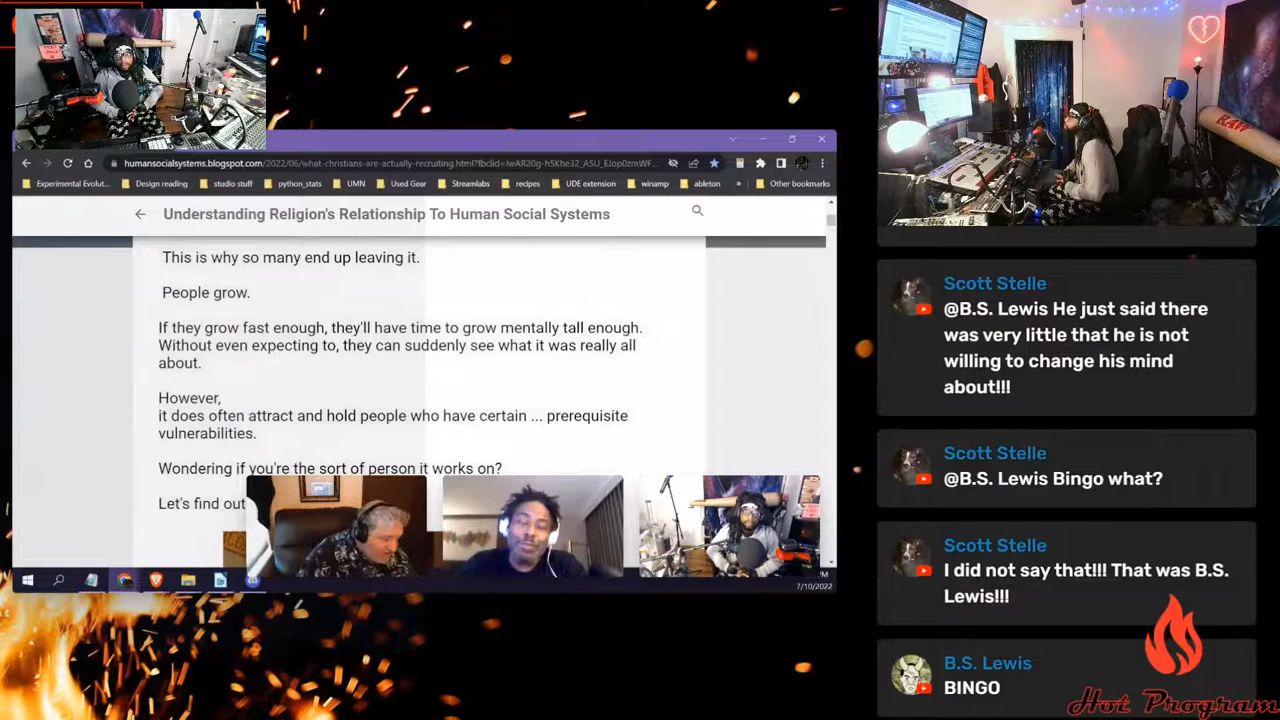 humansocialsystems.blogspot.com/2022/06/what-christians-are-actually-recruiting.html?fbclid=IwAR20g-h5Khe32_ASU_EJop0zmWF...
Experimental Evolut... Design reading studio stuff python_stats UMN Used Gear Streamlabs recipes UDE extension winamp ableton » Other bookmarks
Understanding Religion's Relationship To Human Social Systems
This is why so many end up leaving it.
People grow.
If they grow fast enough, they'll have time to grow mentally tall enough.
Without even expecting to, they can suddenly see what it was really all
about.
However,
it does often attract and hold people who have certain ... prerequisite
vulnerabilities.
Wondering if you're the sort of person it works on?
Let's find out
7/10/2022
RAW
Scott Stelle
@B.S. Lewis He just said there
was very little that he is not
willing to change his mind
about!!!
Scott Stelle
@B.S. Lewis Bingo what?
Scott Stelle
I did not say that!!! That was B.S.
Lewis!!!
B.S. Lewis
BINGO
Hot Program